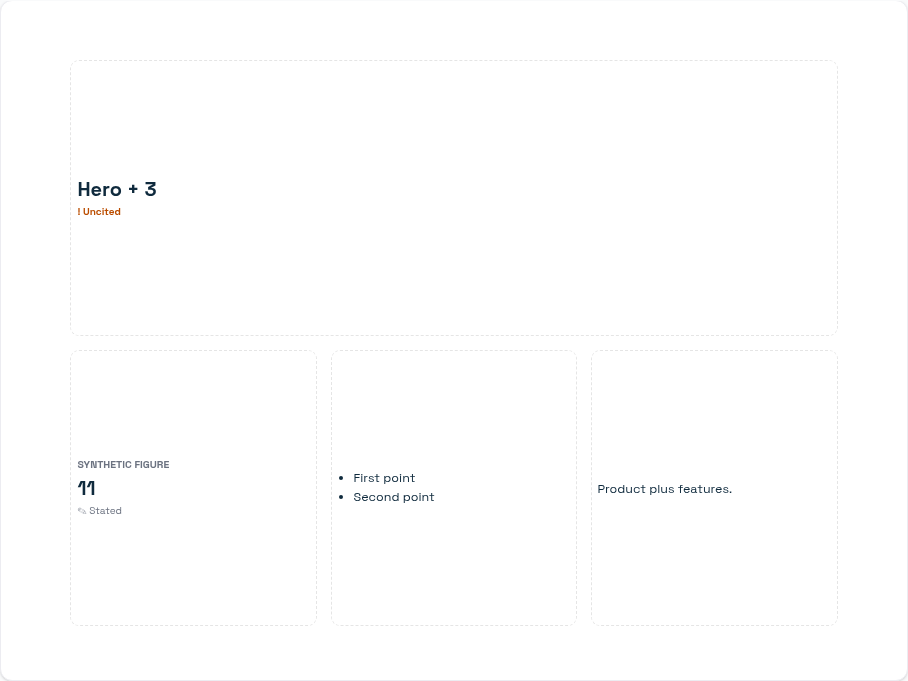 Hero + 3
! Uncited
SYNTHETIC FIGURE
11
✎ Stated
• First point
• Second point
Product plus features.